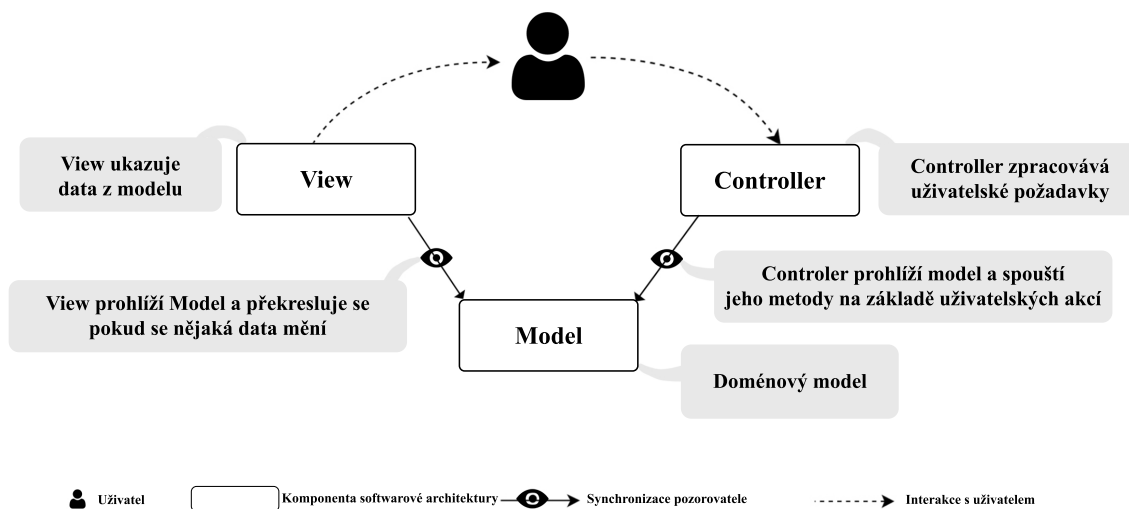 View ukazuje
data z modelu
View
Controller
Controller zpracovává
uživatelské požadavky
View prohlíží Model a překresluje se
pokud se nějaká data mění
Controler prohlíží model a spouští
jeho metody na základě uživatelských akcí
Model
Doménový model
Uživatel
Komponenta softwarové architektury
Synchronizace pozorovatele
Interakce s uživatelem